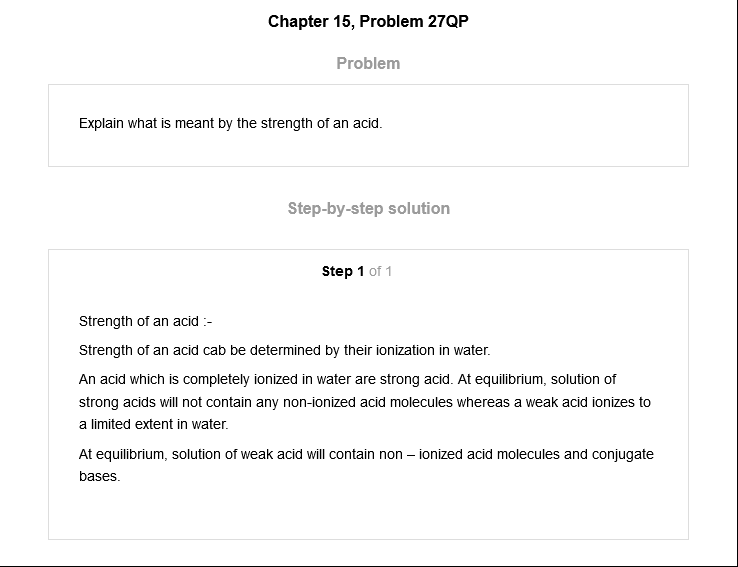 Chapter 15, Problem 27QP
Problem
Explain what is meant by the strength of an acid.
Step-by-step solution
Step 1 of 1
Strength of an acid :-
Strength of an acid cab be determined by their ionization in water.
An acid which is completely ionized in water are strong acid. At equilibrium, solution of
strong acids will not contain any non-ionized acid molecules whereas a weak acid ionizes to
a limited extent in water.
At equilibrium, solution of weak acid will contain non – ionized acid molecules and conjugate
bases.